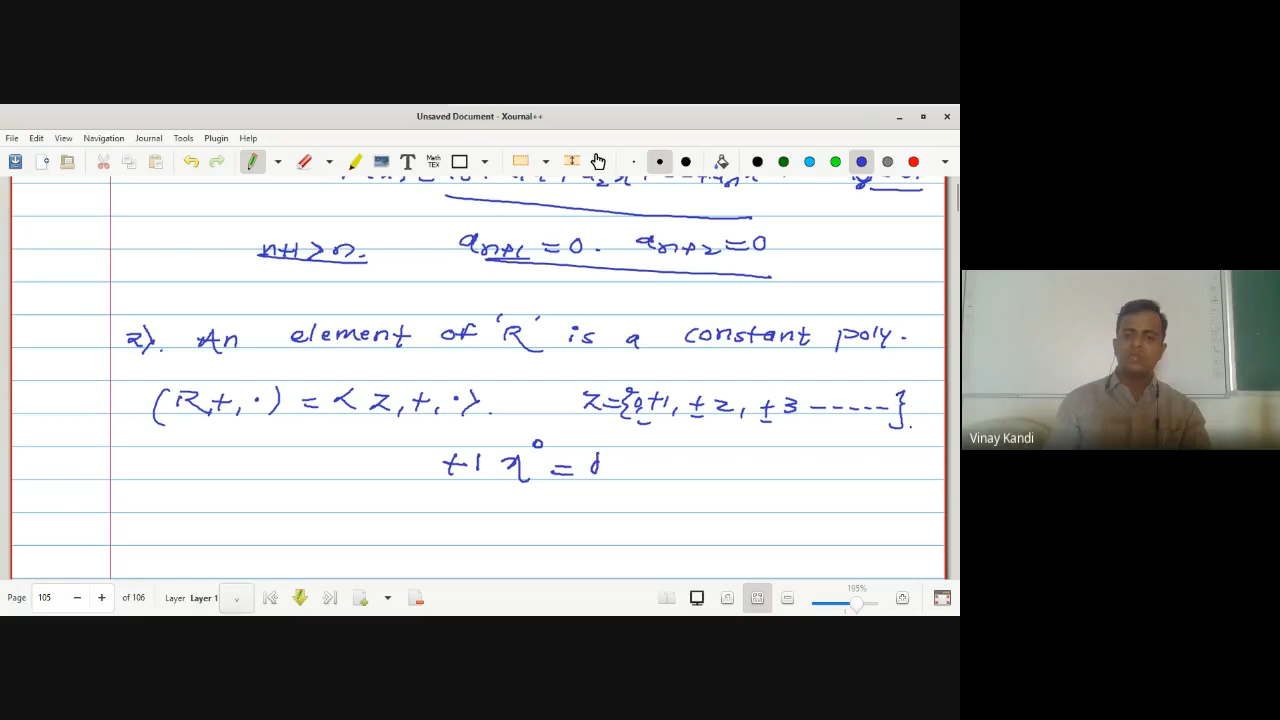 Unsaved Document - Xournal++
File Edit View Navigation Journal Tools Plugin Help
n+1 > n. a_{n+1} = 0. a_{n+2} = 0
2). An element of 'R' is a constant poly.
(R, +, ·) = < Z, +, · >. Z = {0, ±1, ±2, ±3 ------}.
+1 x^0 = 1
Vinay Kandi
Page 105 of 106 Layer Layer 1 195%